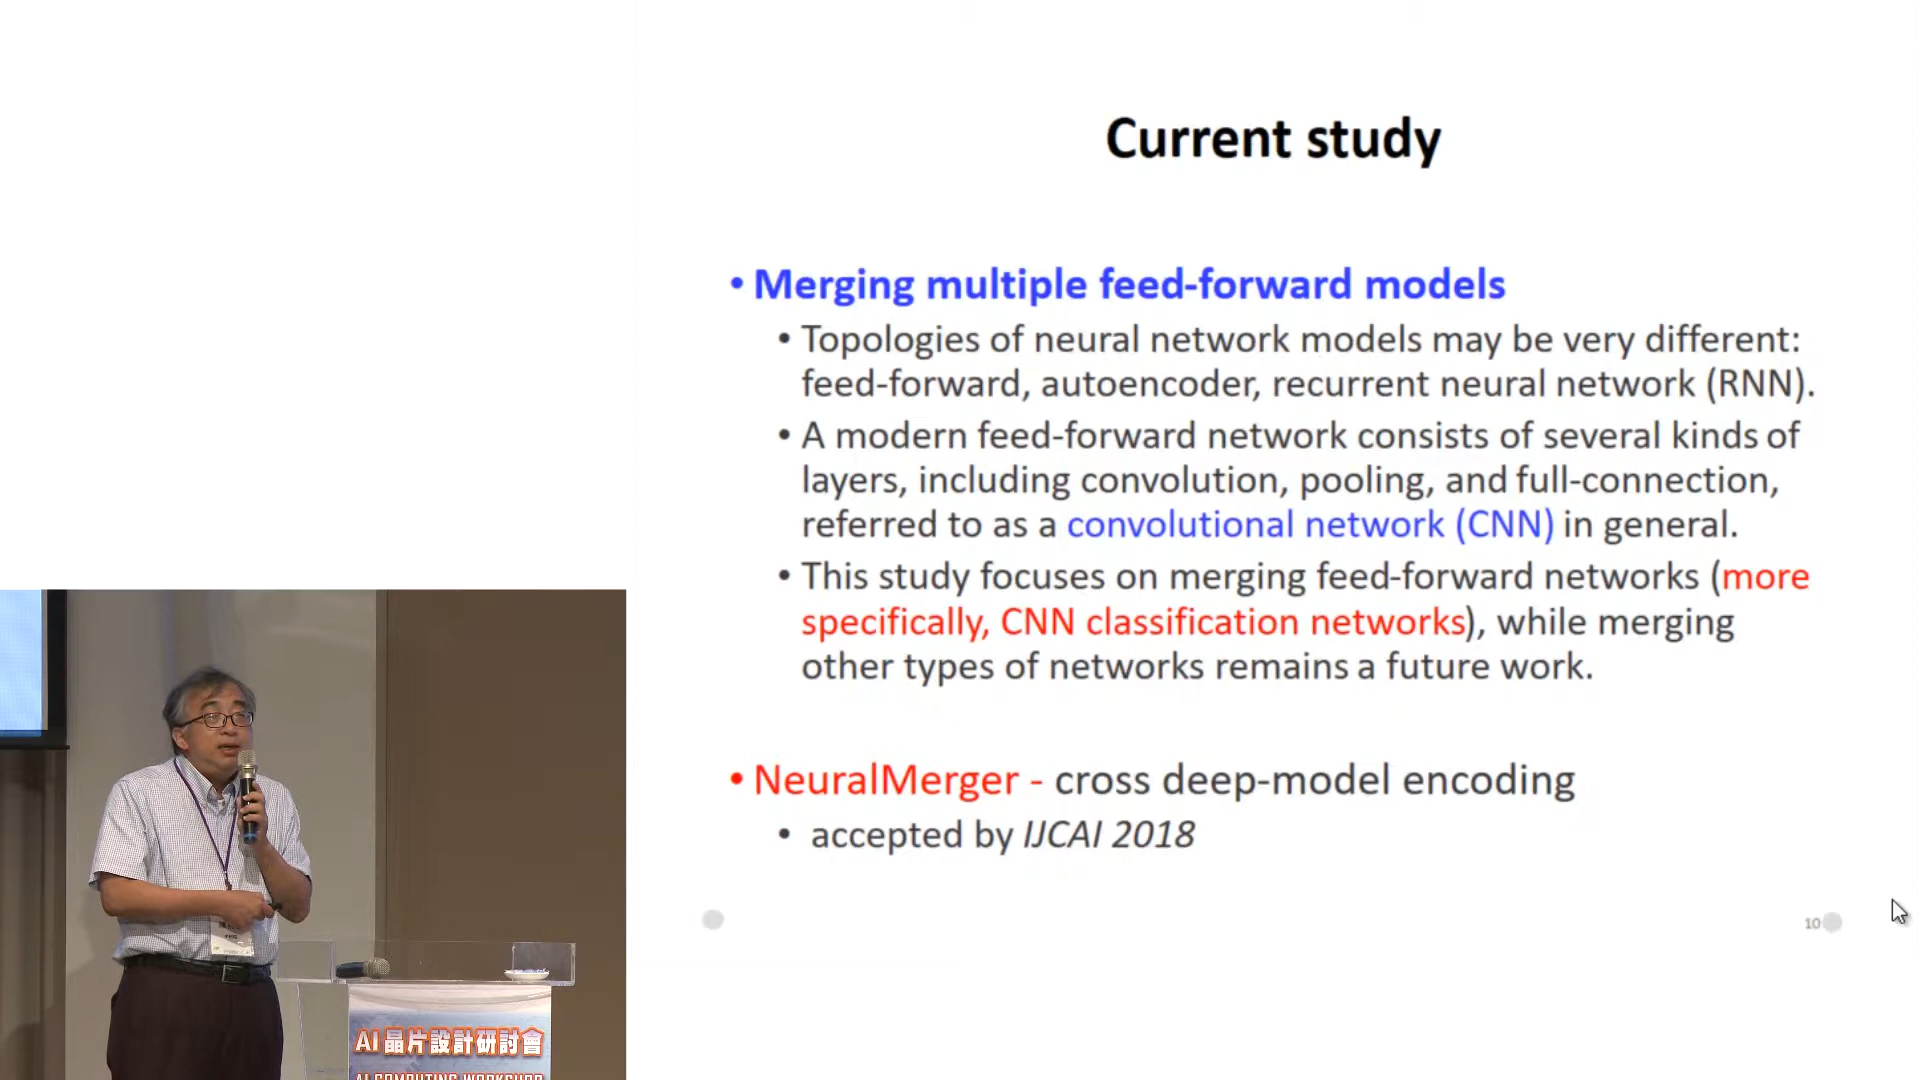 Current study
• Merging multiple feed-forward models
• Topologies of neural network models may be very different:
feed-forward, autoencoder, recurrent neural network (RNN).
• A modern feed-forward network consists of several kinds of
layers, including convolution, pooling, and full-connection,
referred to as a convolutional network (CNN) in general.
• This study focuses on merging feed-forward networks (more
specifically, CNN classification networks), while merging
other types of networks remains a future work.
• NeuralMerger - cross deep-model encoding
• accepted by IJCAI 2018
10
AI晶片設計研討會
AI COMPUTING WORKSHOP